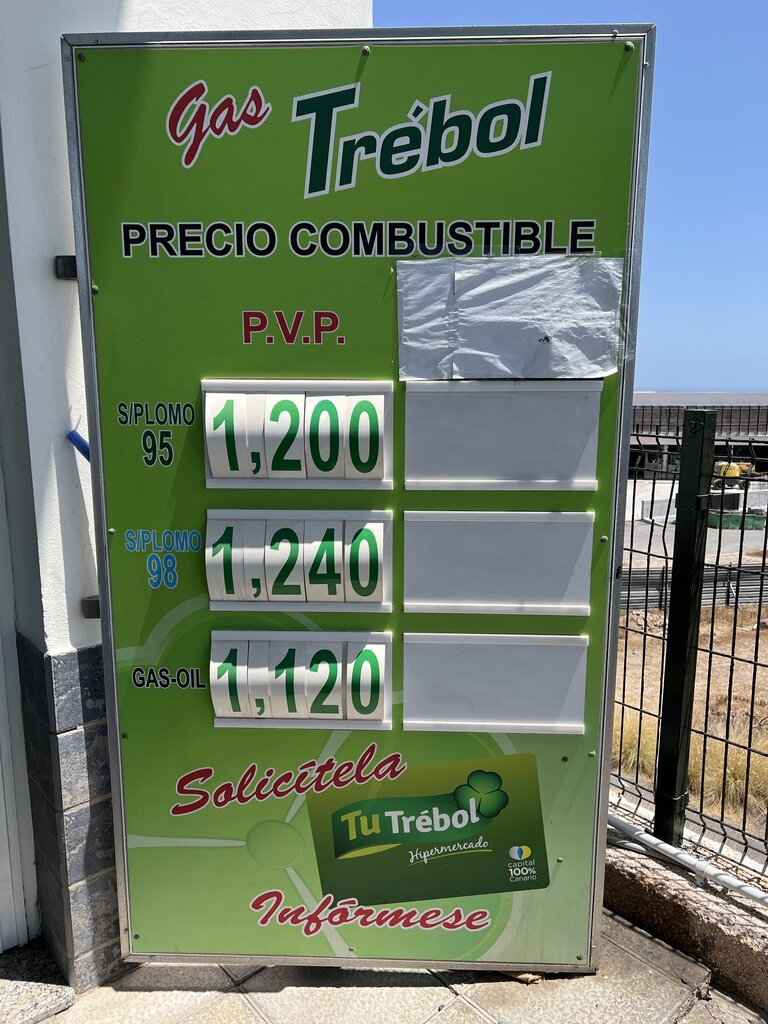 Gas Trébol
PRECIO COMBUSTIBLE
P.V.P.
S/PLOMO
95
1,200
S/PLOMO
98
1,240
GAS-OIL
1,120
Solicítela
Tu Trébol
Hipermercado
capital
100%
Canario
Infórmese